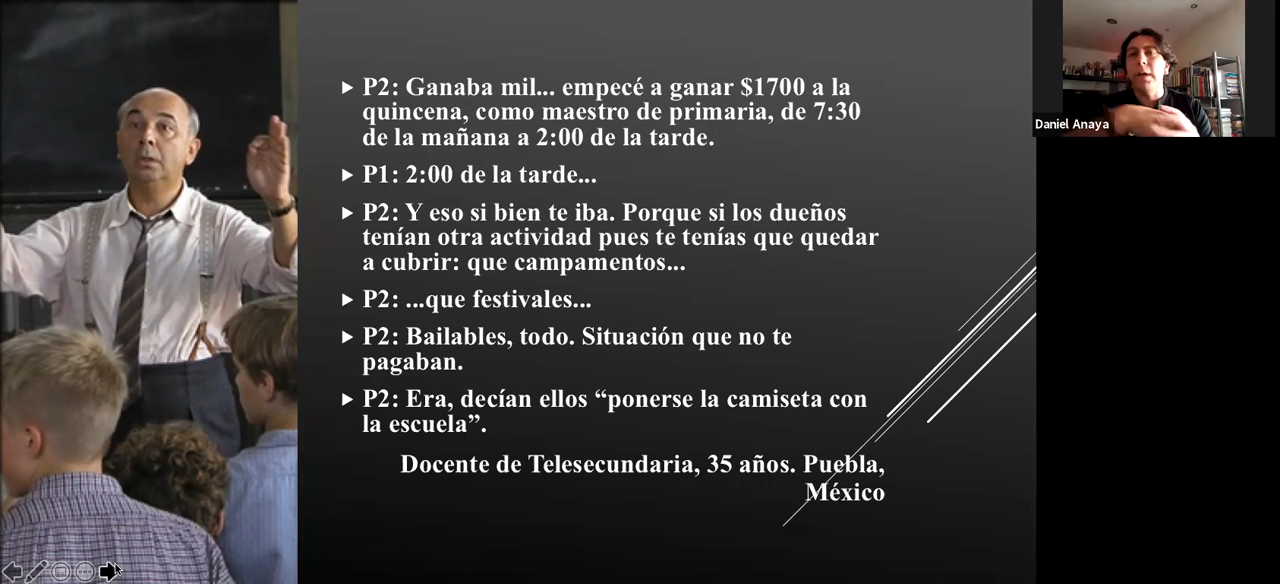 P2: Ganaba mil... empecé a ganar $1700 a la
quincena, como maestro de primaria, de 7:30
de la mañana a 2:00 de la tarde.
P1: 2:00 de la tarde...
P2: Y eso si bien te iba. Porque si los dueños
tenían otra actividad pues te tenías que quedar
a cubrir: que campamentos...
P2: ...que festivales...
P2: Bailables, todo. Situación que no te
pagaban.
P2: Era, decían ellos “ponerse la camiseta con
la escuela”.
Docente de Telesecundaria, 35 años. Puebla,
México
Daniel Anaya